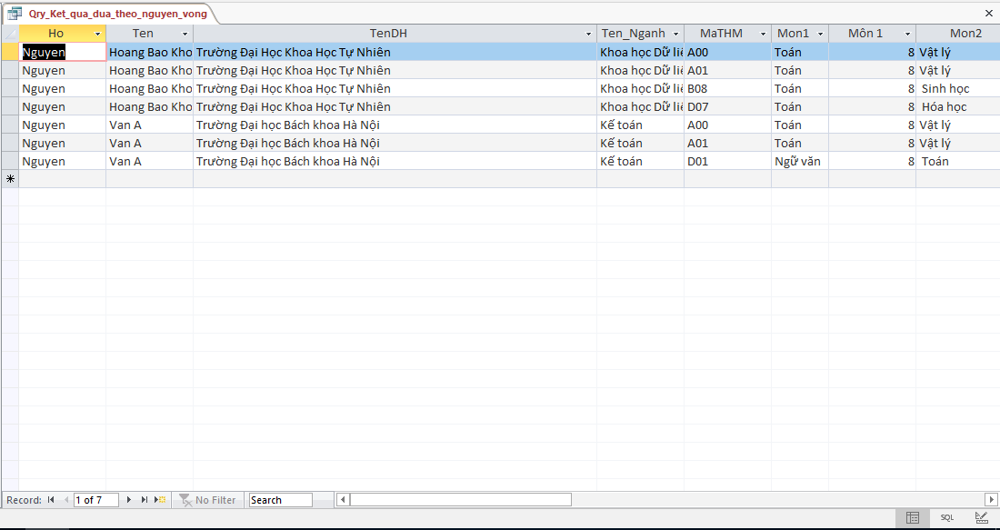 Qry_Ket_qua_dua_theo_nguyen_vong
Ho Ten TenDH Ten_Nganh MaTHM Mon1 Môn 1 Mon2
Nguyen Hoang Bao Kho Trường Đại Học Khoa Học Tự Nhiên Khoa học Dữ liệ A00 Toán 8 Vật lý
Nguyen Hoang Bao Kho Trường Đại Học Khoa Học Tự Nhiên Khoa học Dữ liệ A01 Toán 8 Vật lý
Nguyen Hoang Bao Kho Trường Đại Học Khoa Học Tự Nhiên Khoa học Dữ liệ B08 Toán 8 Sinh học
Nguyen Hoang Bao Kho Trường Đại Học Khoa Học Tự Nhiên Khoa học Dữ liệ D07 Toán 8 Hóa học
Nguyen Van A Trường Đại học Bách khoa Hà Nội Kế toán A00 Toán 8 Vật lý
Nguyen Van A Trường Đại học Bách khoa Hà Nội Kế toán A01 Toán 8 Vật lý
Nguyen Van A Trường Đại học Bách khoa Hà Nội Kế toán D01 Ngữ văn 8 Toán
Record: 1 of 7 No Filter Search
SQL